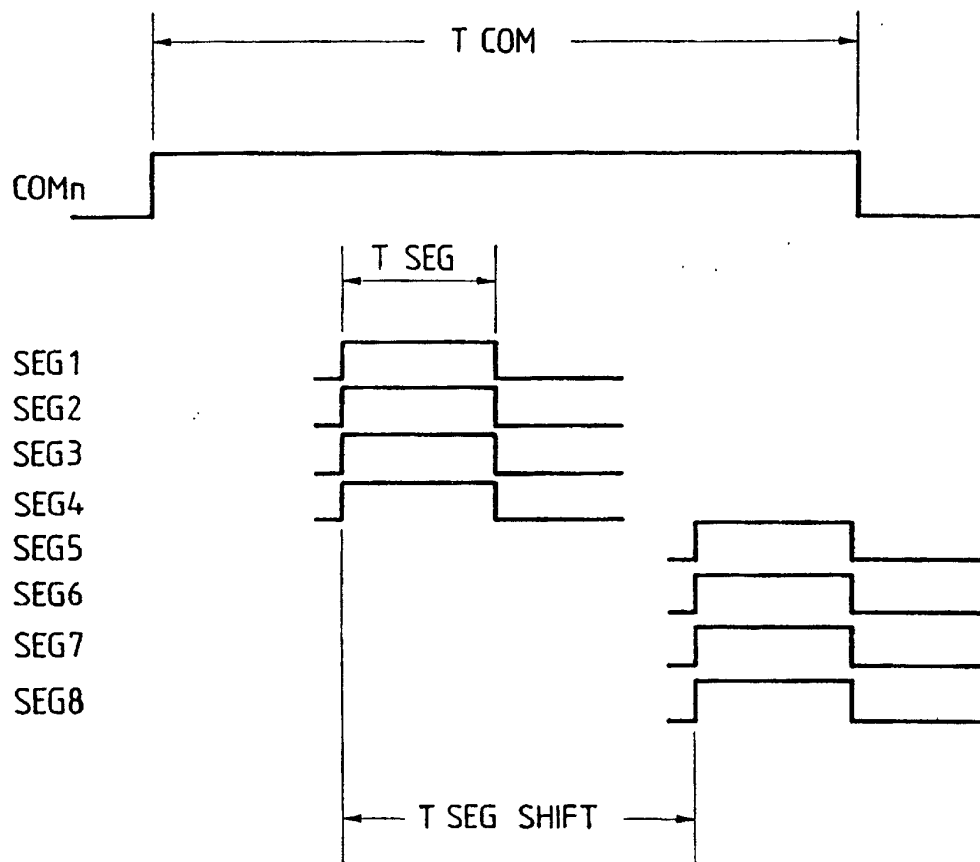 T COM
COMn
T SEG
SEG1
SEG2
SEG3
SEG4
SEG5
SEG6
SEG7
SEG8
T SEG SHIFT